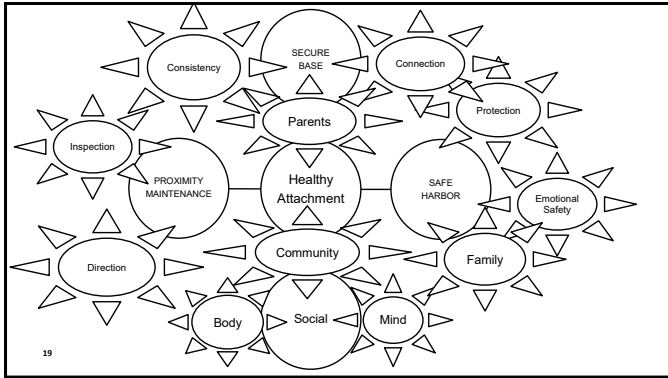 SECURE
BASE
Consistency
Connection
Parents
Protection
Inspection
PROXIMITY
MAINTENANCE
Healthy
Attachment
SAFE
HARBOR
Emotional
Safety
Community
Family
Direction
Body
Social
Mind
19